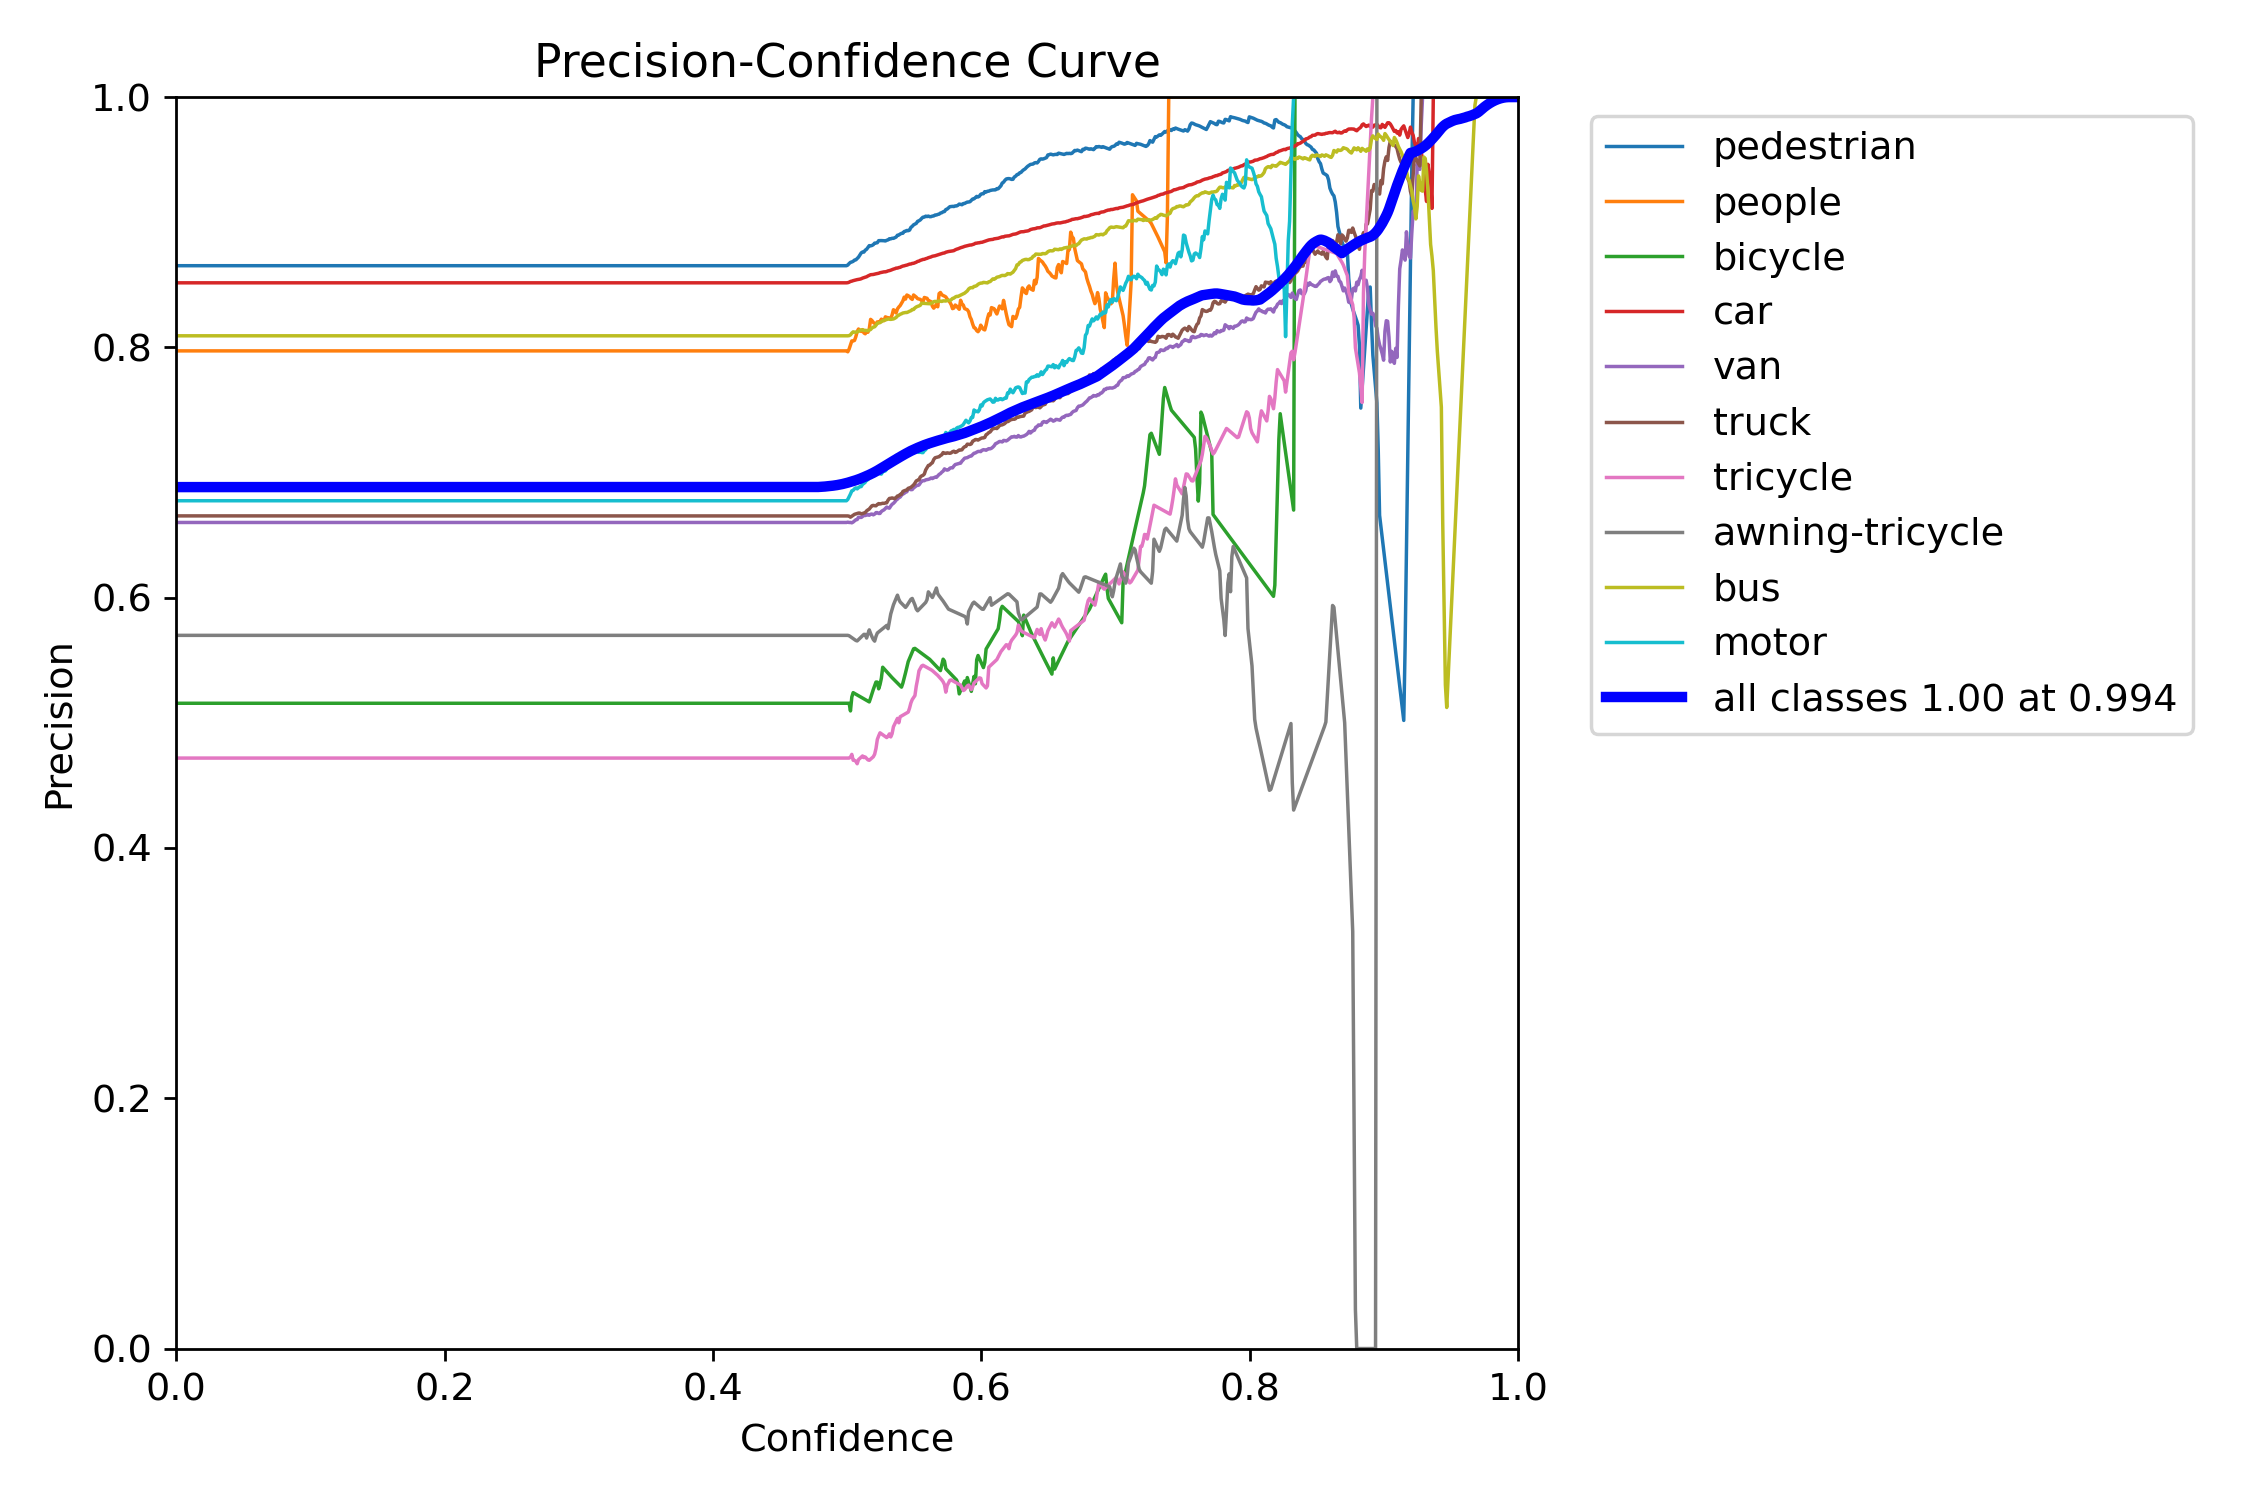 Precision-Confidence Curve
1.0
0.8
0.6
0.4
0.2
0.0
Precision
0.0 0.2 0.4 0.6 0.8 1.0
Confidence
pedestrian
people
bicycle
car
van
truck
tricycle
awning-tricycle
bus
motor
all classes 1.00 at 0.994